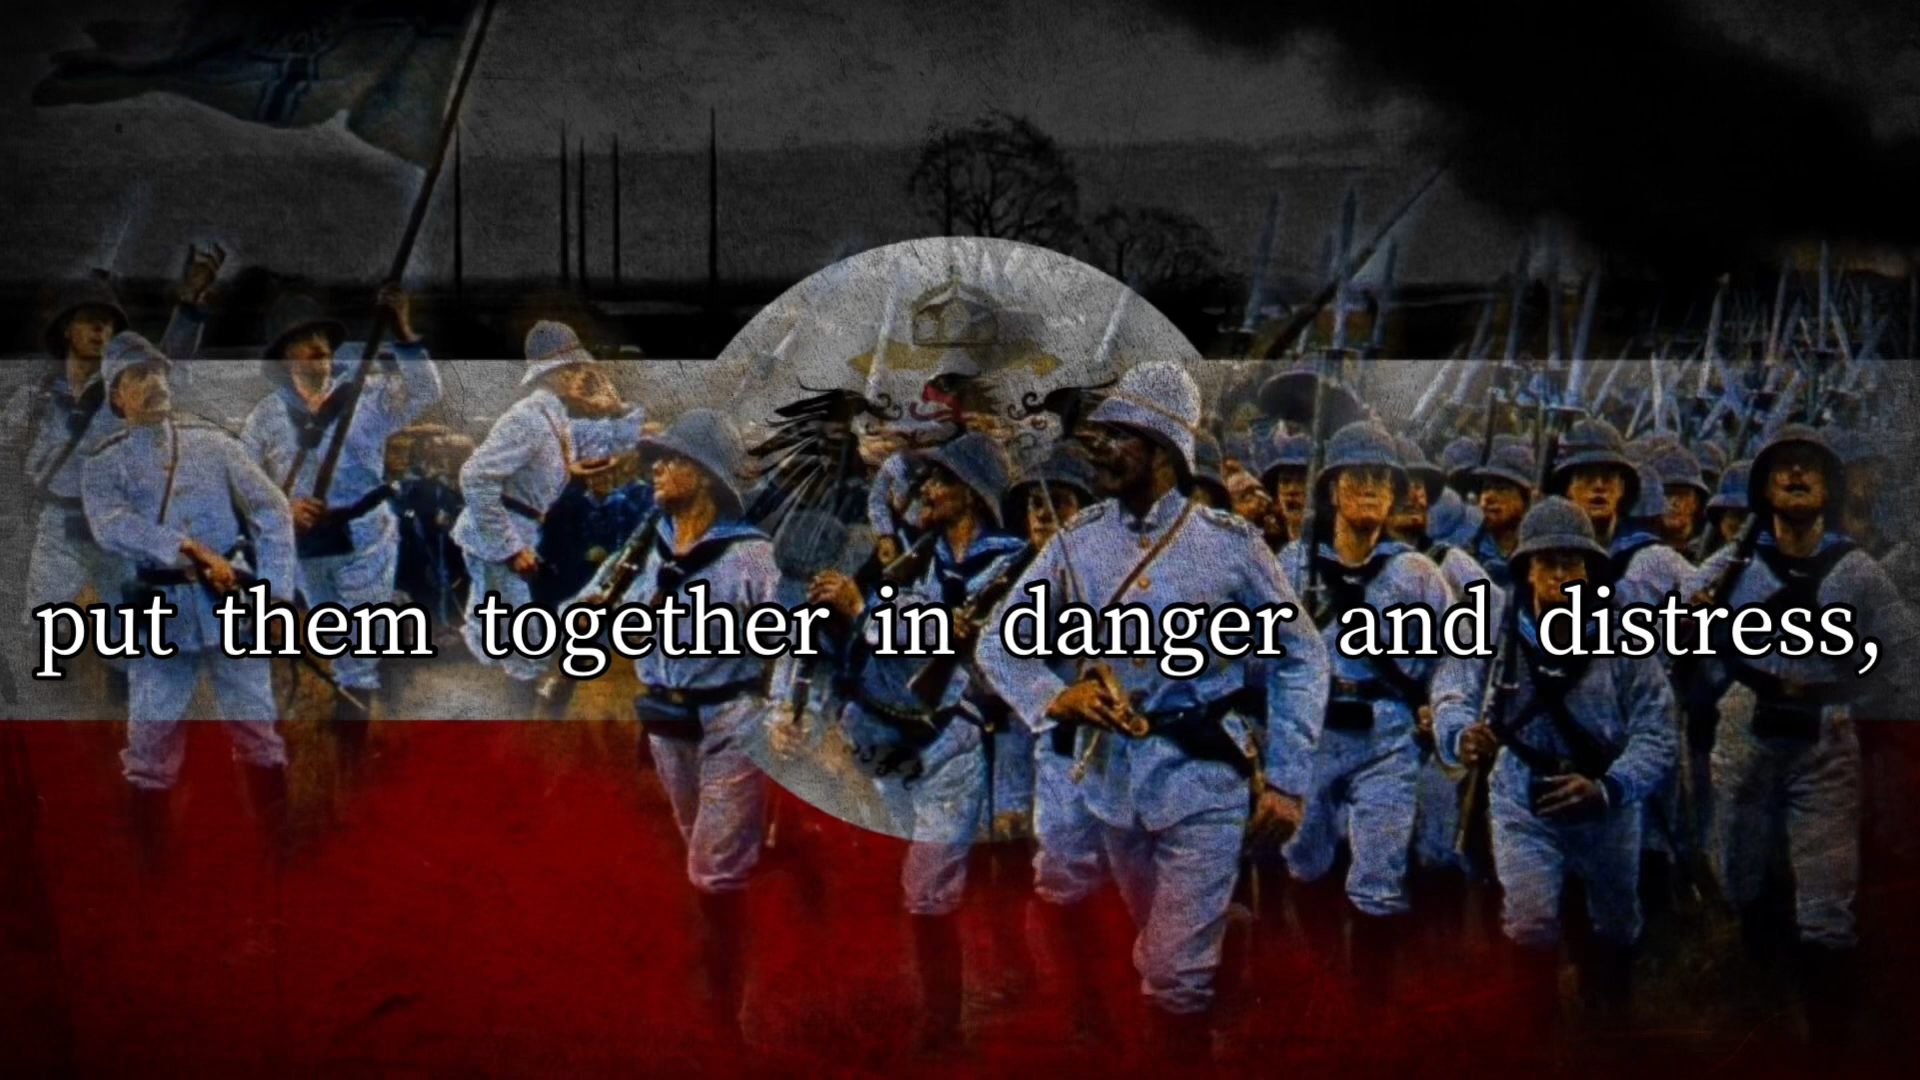 put them together in danger and distress,